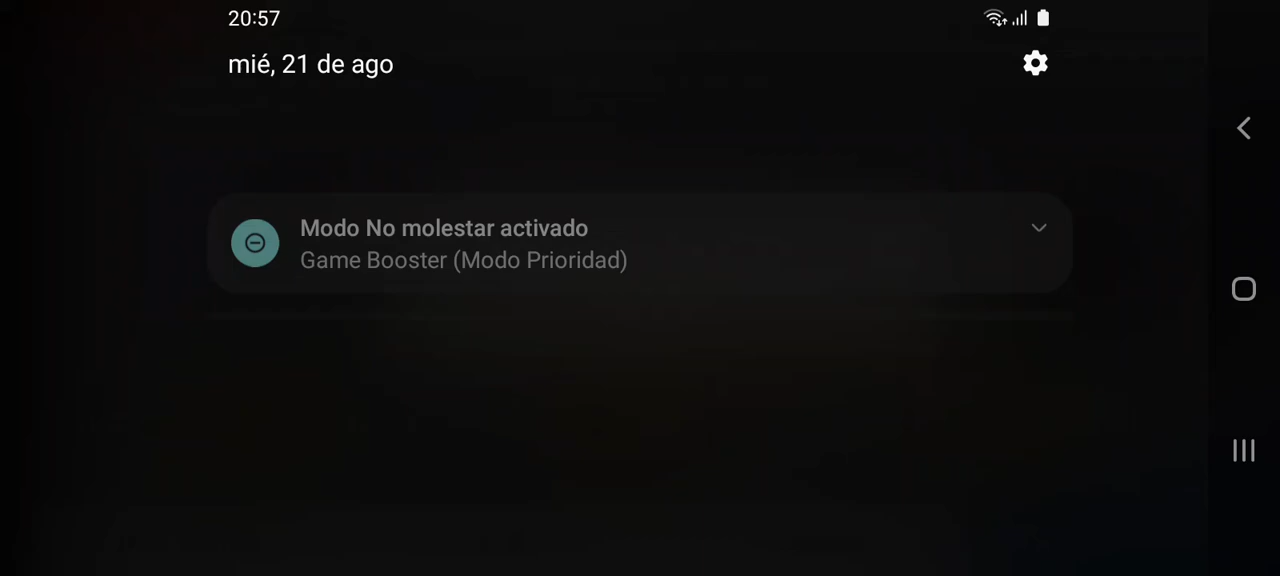 20:57
mié, 21 de ago
Modo No molestar activado
Game Booster (Modo Prioridad)